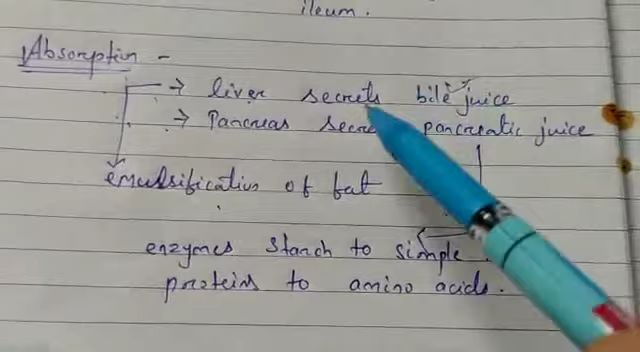 ileum.
Absorption -
→ liver secrets bile juice
→ Pancreas pancreatic juice
emulsification of fat
enzymes starch to simple
proteins to amino acids.